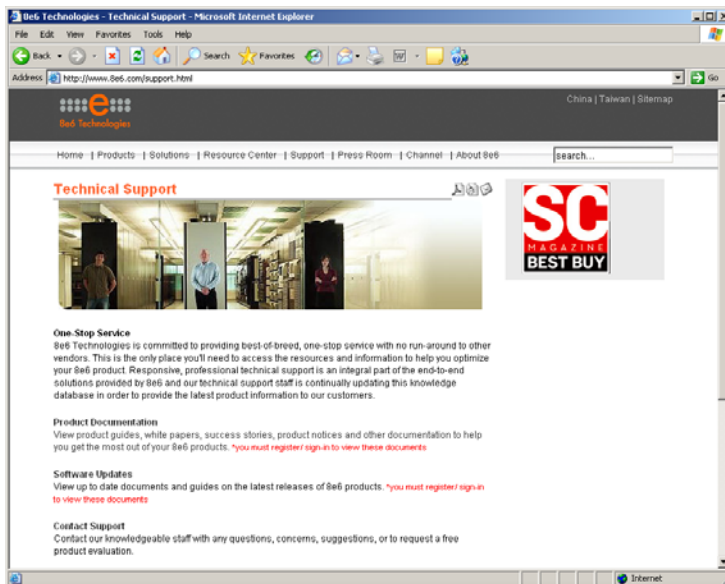 8e6 Technologies - Technical Support - Microsoft Internet Explorer
File Edit View Favorites Tools Help
Back Search Favorites
Address http://www.8e6.com/support.html Go
China | Taiwan | Sitemap
e
8e6 Technologies
Home | Products | Solutions | Resource Center | Support | Press Room | Channel | About 8e6 search...
Technical Support
SC
MAGAZINE
BEST BUY
One-Stop Service
8e6 Technologies is committed to providing best-of-breed, one-stop service with no run-around to other
vendors. This is the only place you'll need to access the resources and information to help you optimize
your 8e6 product. Responsive, professional technical support is an integral part of the end-to-end
solutions provided by 8e6 and our technical support staff is continually updating this knowledge
database in order to provide the latest product information to our customers.
Product Documentation
View product guides, white papers, success stories, product notices and other documentation to help
you get the most out of your 8e6 products. *you must register/ sign-in to view these documents
Software Updates
View up to date documents and guides on the latest releases of 8e6 products. *you must register/ sign-in
to view these documents
Contact Support
Contact our knowledgeable staff with any questions, concerns, suggestions, or to request a free
product evaluation.
Internet